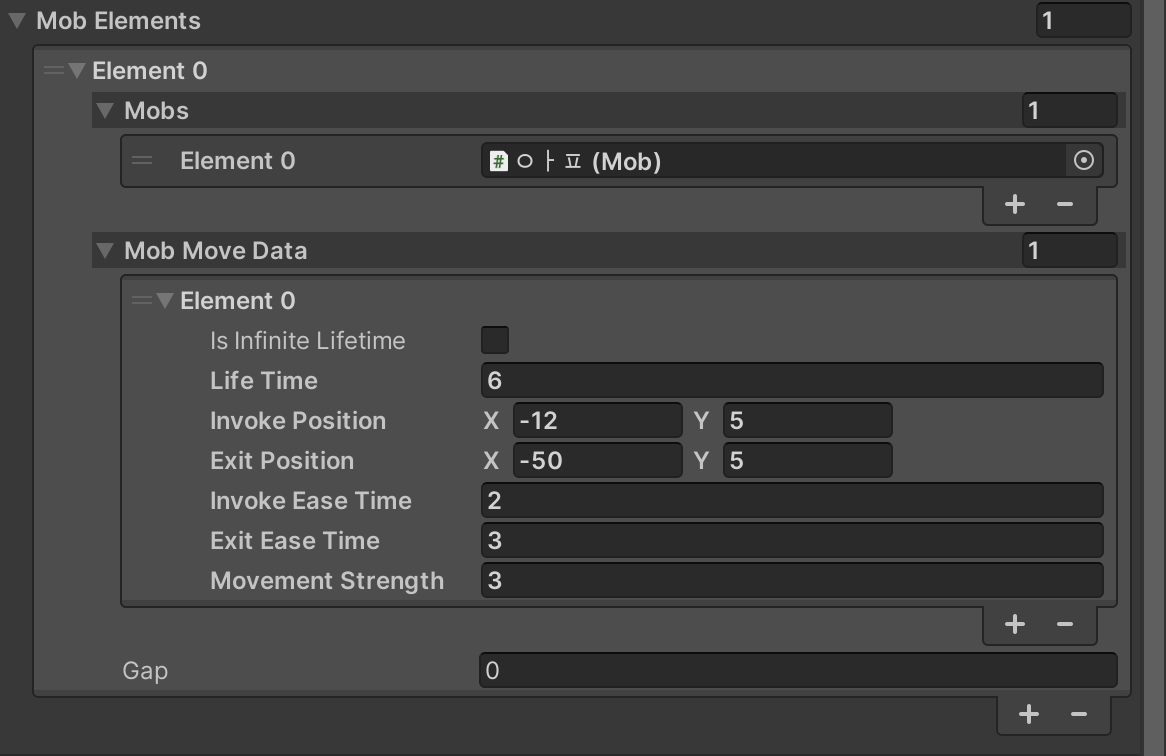 Mob Elements 1
Element 0
Mobs 1
Element 0 # ㅇㅏㅍ (Mob)
Mob Move Data 1
Element 0
Is Infinite Lifetime
Life Time 6
Invoke Position X -12 Y 5
Exit Position X -50 Y 5
Invoke Ease Time 2
Exit Ease Time 3
Movement Strength 3
Gap 0